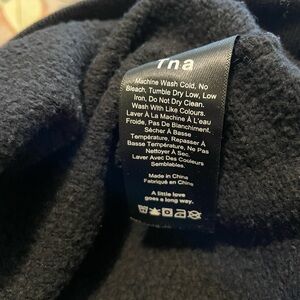 Tna
Machine Wash Cold, No
Bleach, Tumble Dry Low, Low
Iron, Do Not Dry Clean.
Wash With Like Colours.
Laver À La Machine À L'eau
Froide, Pas De Blanchiment,
Sécher À Basse
Température, Repasser À
Basse Température, Ne Pas
Nettoyer À Sec.
Laver Avec Des Couleurs
Semblables.
Made in China
Fabriqué en Chine
A little love
goes a long way.